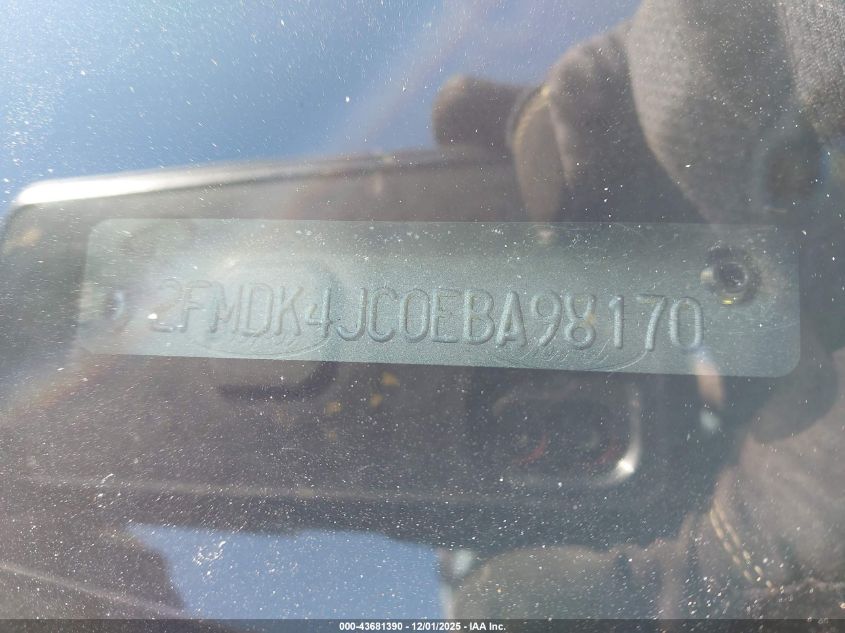 2FMDK4JC0EBA98170
000-43681390 - 12/01/2025 - IAA Inc.